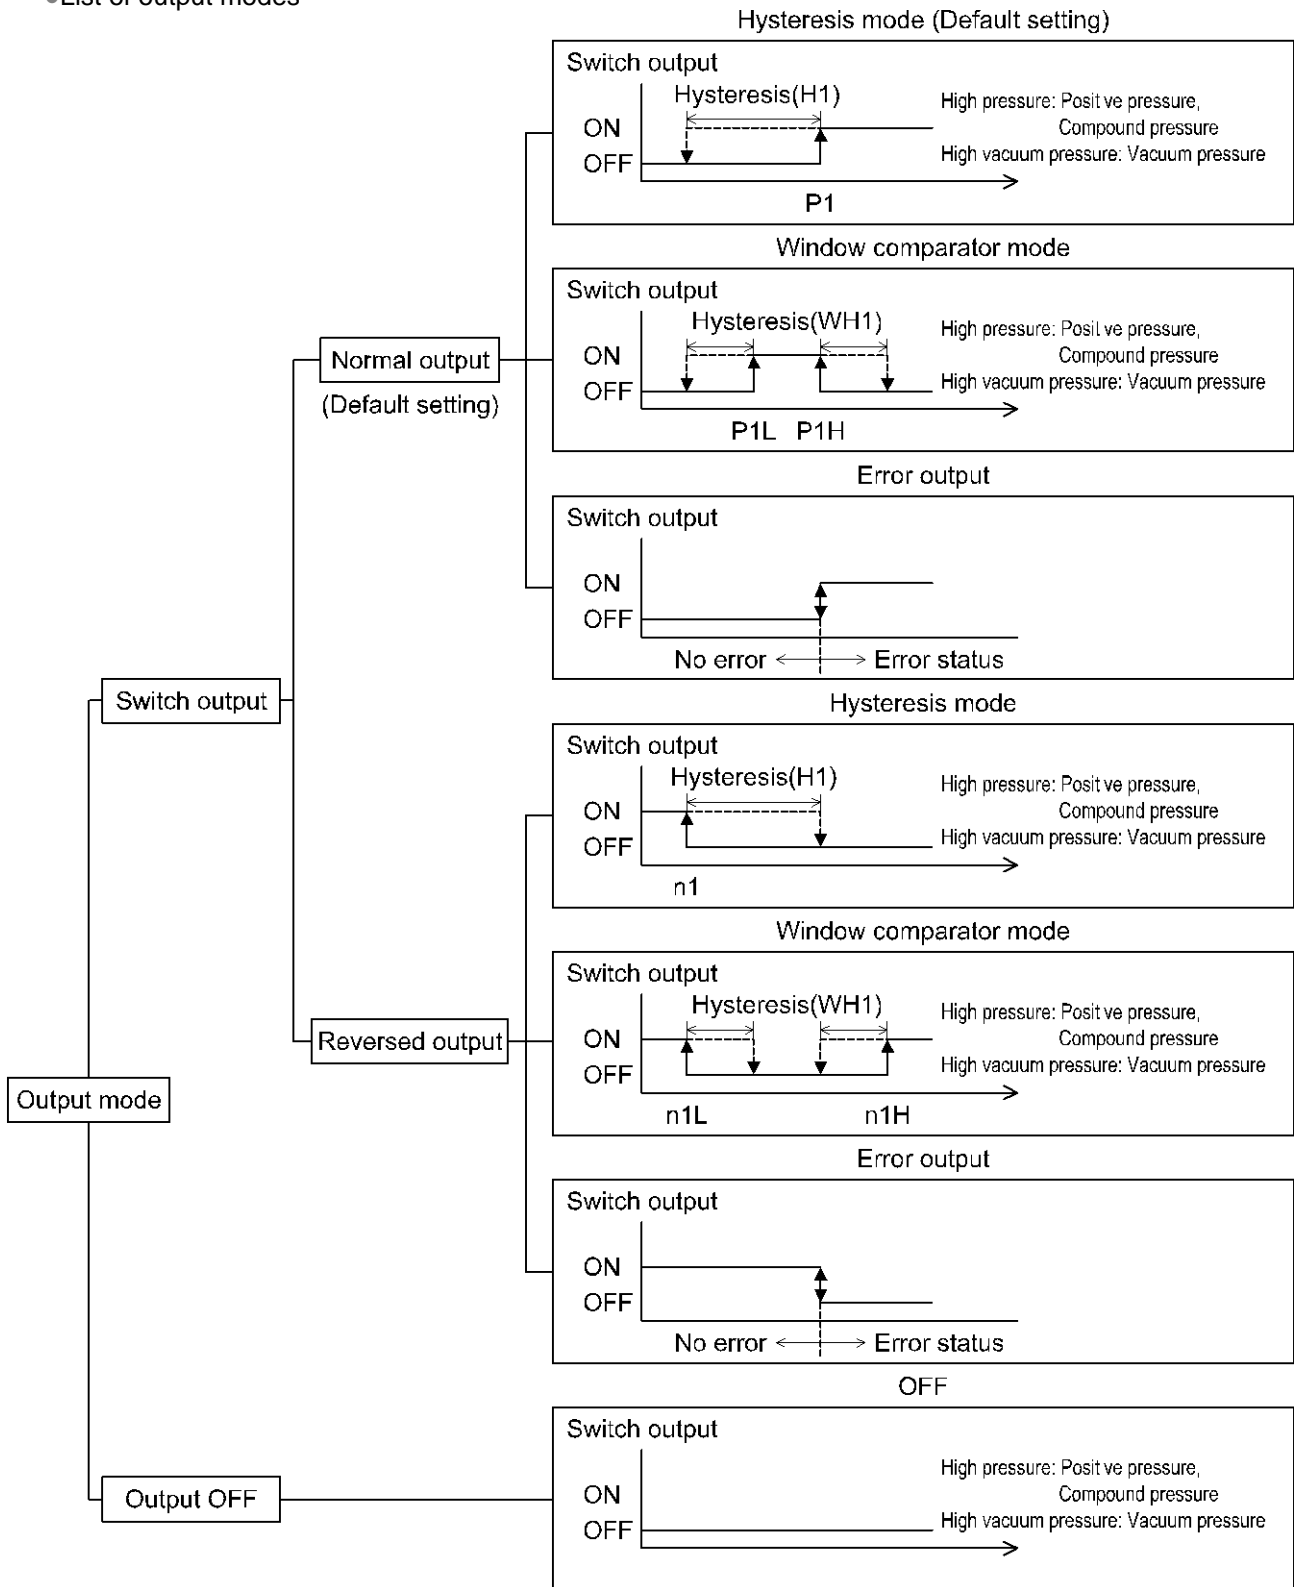 ●List of output modes
Hysteresis mode (Default setting)
Switch output
Hysteresis(H1)
ON
OFF
P1
High pressure: Posit ve pressure,
Compound pressure
High vacuum pressure: Vacuum pressure
Window comparator mode
Switch output
Hysteresis(WH1)
ON
OFF
P1L P1H
High pressure: Posit ve pressure,
Compound pressure
High vacuum pressure: Vacuum pressure
Normal output
(Default setting)
Error output
Switch output
ON
OFF
No error
Error status
Switch output
Hysteresis mode
Switch output
Hysteresis(H1)
ON
OFF
n1
High pressure: Posit ve pressure,
Compound pressure
High vacuum pressure: Vacuum pressure
Window comparator mode
Switch output
Hysteresis(WH1)
ON
OFF
n1L n1H
High pressure: Posit ve pressure,
Compound pressure
High vacuum pressure: Vacuum pressure
Reversed output
Output mode
Error output
Switch output
ON
OFF
No error
Error status
OFF
Switch output
ON
OFF
High pressure: Posit ve pressure,
Compound pressure
High vacuum pressure: Vacuum pressure
Output OFF